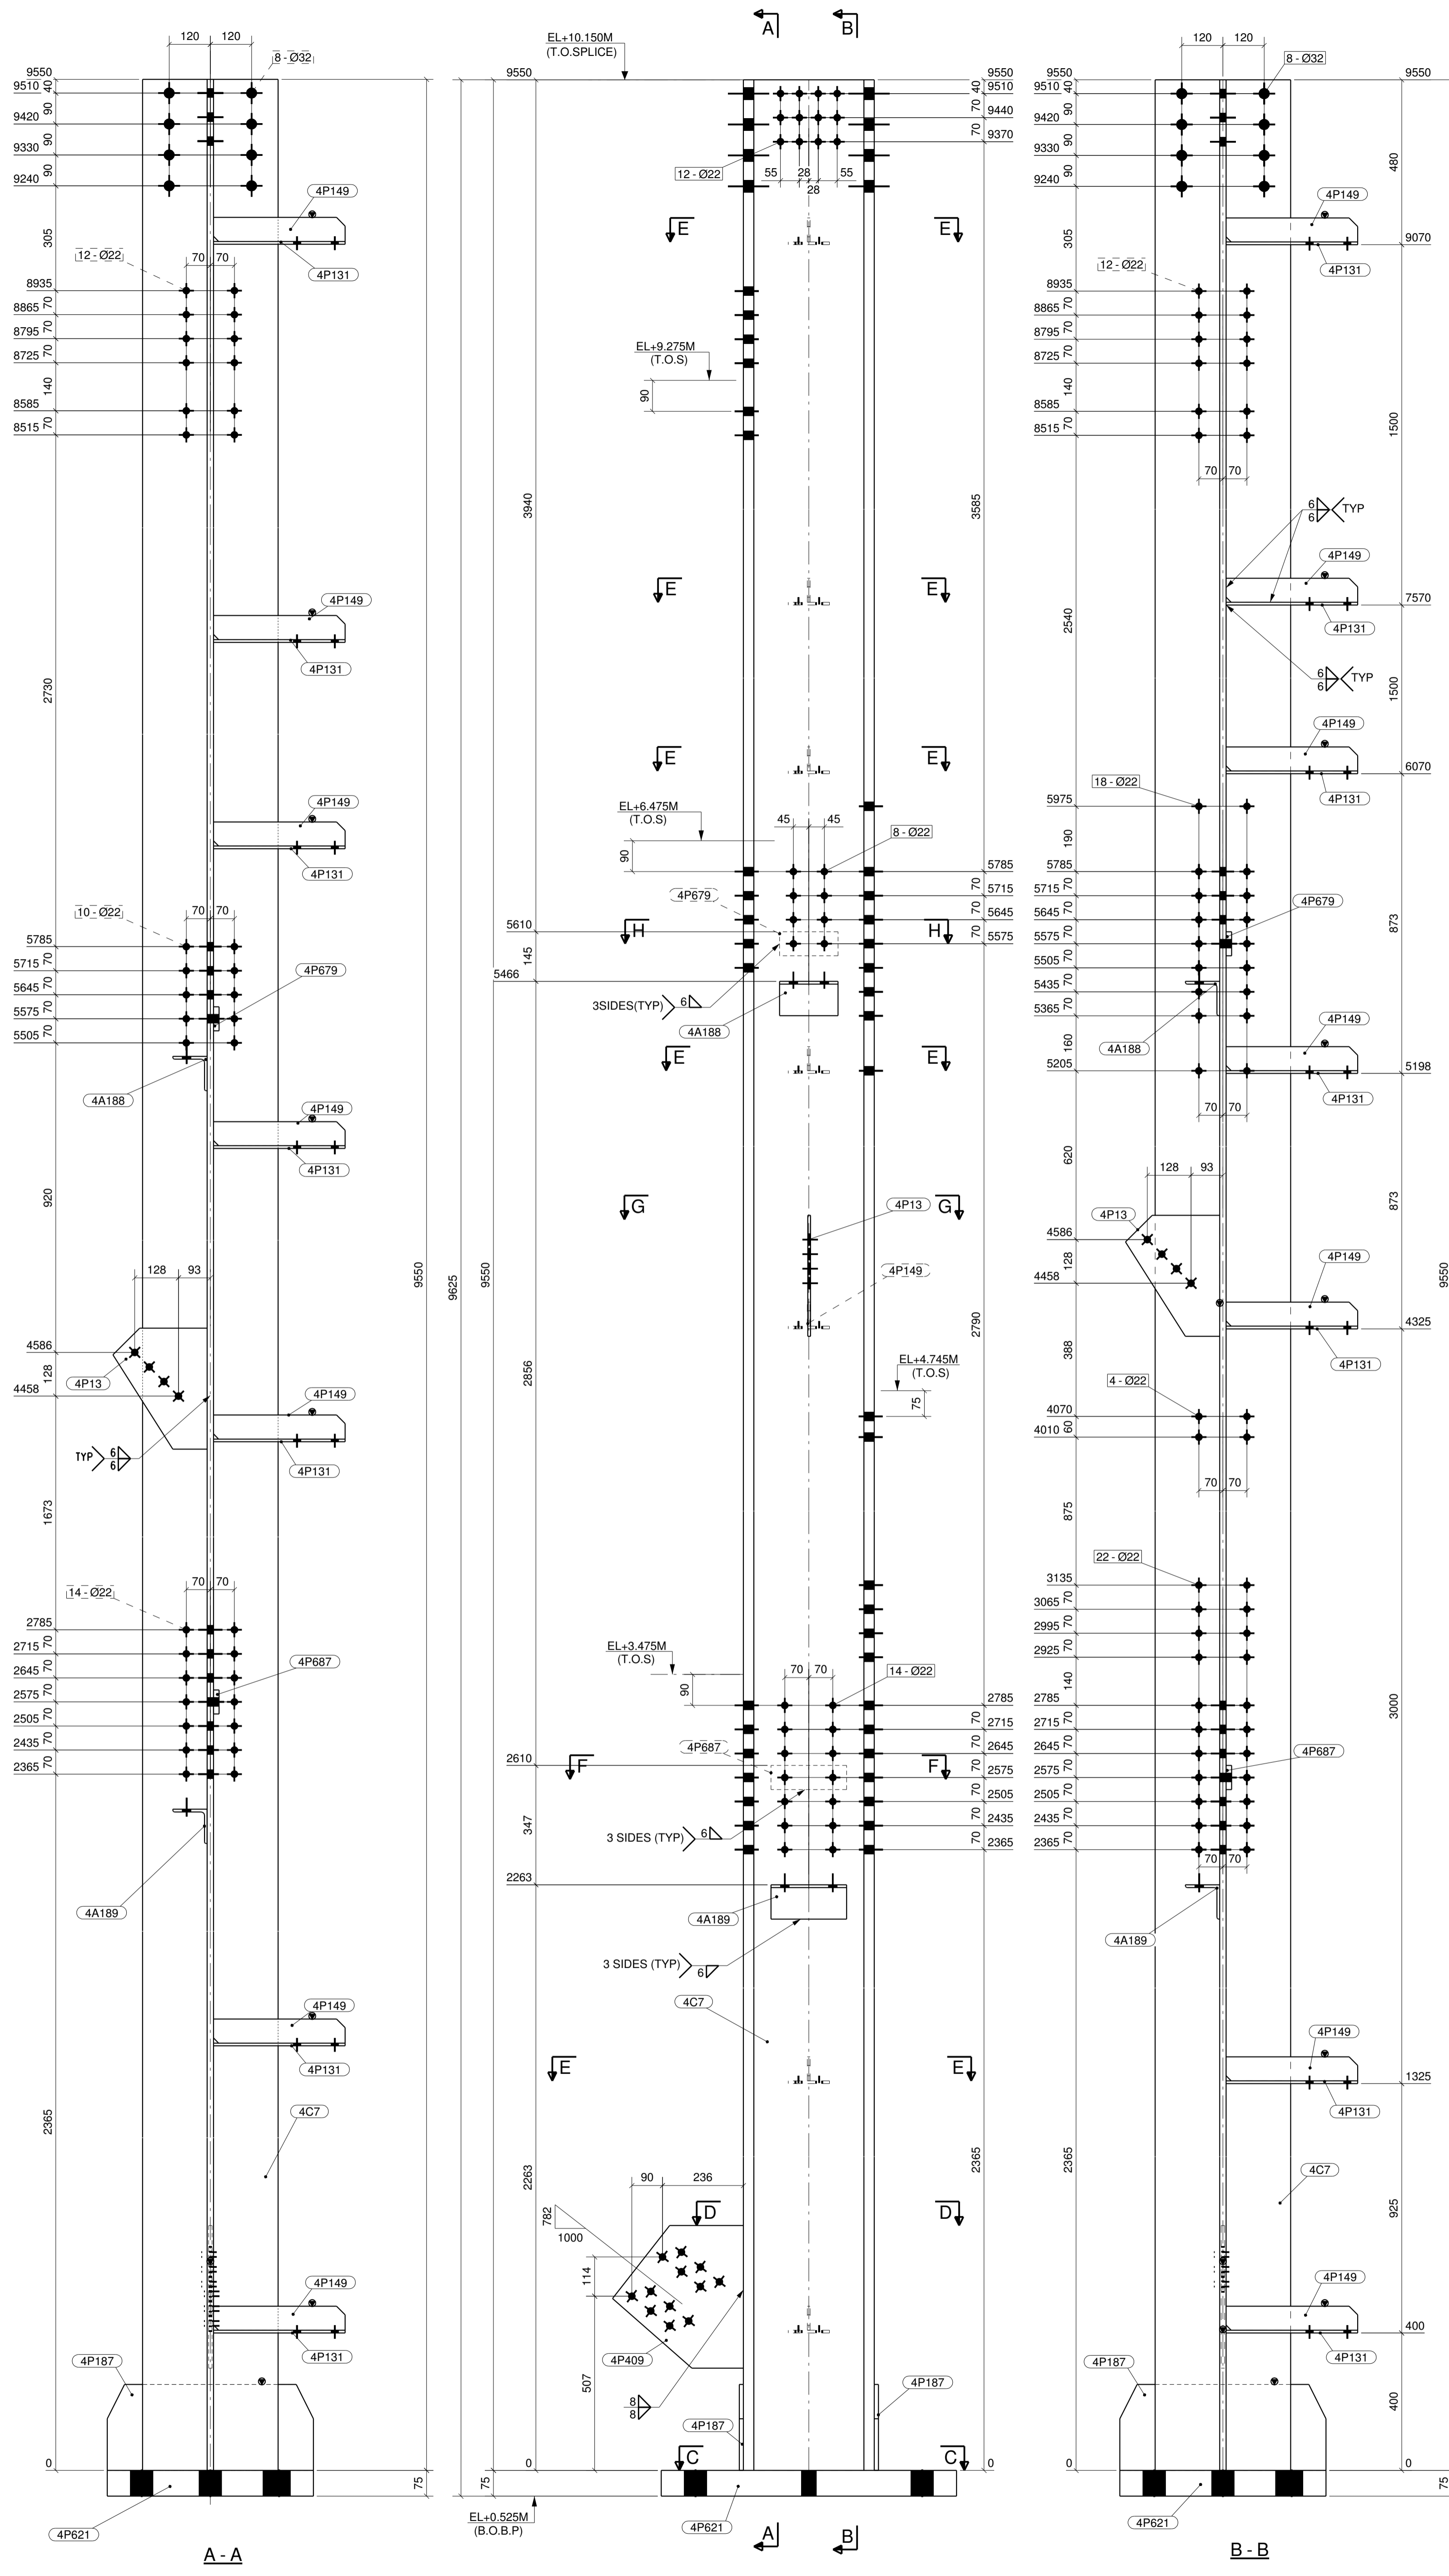 120
120
8 - Ø32
9550
9510
40
90
9420
90
9330
90
9240
4P149
305
4P131
12 - Ø22
70
70
8935
70
8865
70
8795
70
8725
140
8585
70
8515
4P149
4P131
2730
4P149
4P131
10 - Ø22
70
70
5785
70
5715
70
5645
70
5575
70
5505
4P679
4A188
4P149
4P131
920
128
93
9550
4586
128
4458
4P13
4P149
TYP
6
6
4P131
1673
14 - Ø22
70
70
2785
70
2715
70
2645
70
2575
70
2505
70
2435
70
2365
4P687
4A189
4P149
4P131
4C7
2365
4P149
4P131
4P187
0
75
4P621
A - A
A
B
EL+10.150M
(T.O.SPLICE)
9550
9550
9510
40
70
9440
70
9370
12 - Ø22
55
28
28
55
E
E
EL+9.275M
(T.O.S)
90
3940
3585
E
E
E
E
EL+6.475M
(T.O.S)
90
45
45
8 - Ø22
5785
70
5715
70
5645
70
5575
4P679
5610
H
H
145
5466
3SIDES(TYP)
6
4A188
E
E
G
G
4P13
4P149
9625
9550
2856
2790
EL+4.745M
(T.O.S)
75
EL+3.475M
(T.O.S)
90
70
70
14 - Ø22
2785
70
2715
70
2645
70
2575
70
2505
70
2435
70
2365
4P687
2610
F
F
347
3 SIDES (TYP)
6
2263
4A189
3 SIDES (TYP)
6
4C7
E
E
2263
2365
90
236
D
D
782
1000
114
4P409
507
8
8
4P187
4P187
C
C
0
0
75
EL+0.525M
(B.O.B.P)
4P621
A
B
120
120
8 - Ø32
9550
9550
9510
40
90
9420
90
9330
90
9240
480
4P149
9070
305
4P131
12 - Ø22
8935
70
8865
70
8795
70
8725
140
8585
70
8515
1500
70
70
6
6
TYP
4P149
7570
4P131
2540
6
6
TYP
1500
4P149
6070
4P131
18 - Ø22
5975
190
5785
70
5715
70
5645
70
5575
70
5505
70
5435
70
5365
160
5205
4P679
873
4A188
4P149
5198
4P131
70
70
620
128
93
4P13
4586
128
4458
873
9550
4P149
4325
4P131
388
4 - Ø22
4070
4010
60
70
70
875
22 - Ø22
3135
70
3065
70
2995
70
2925
140
2785
70
2715
70
2645
70
2575
70
2505
70
2435
70
2365
3000
4P687
70
70
4A189
4P149
1325
4P131
4C7
2365
925
4P149
400
4P131
4P187
400
0
0
75
4P621
B - B